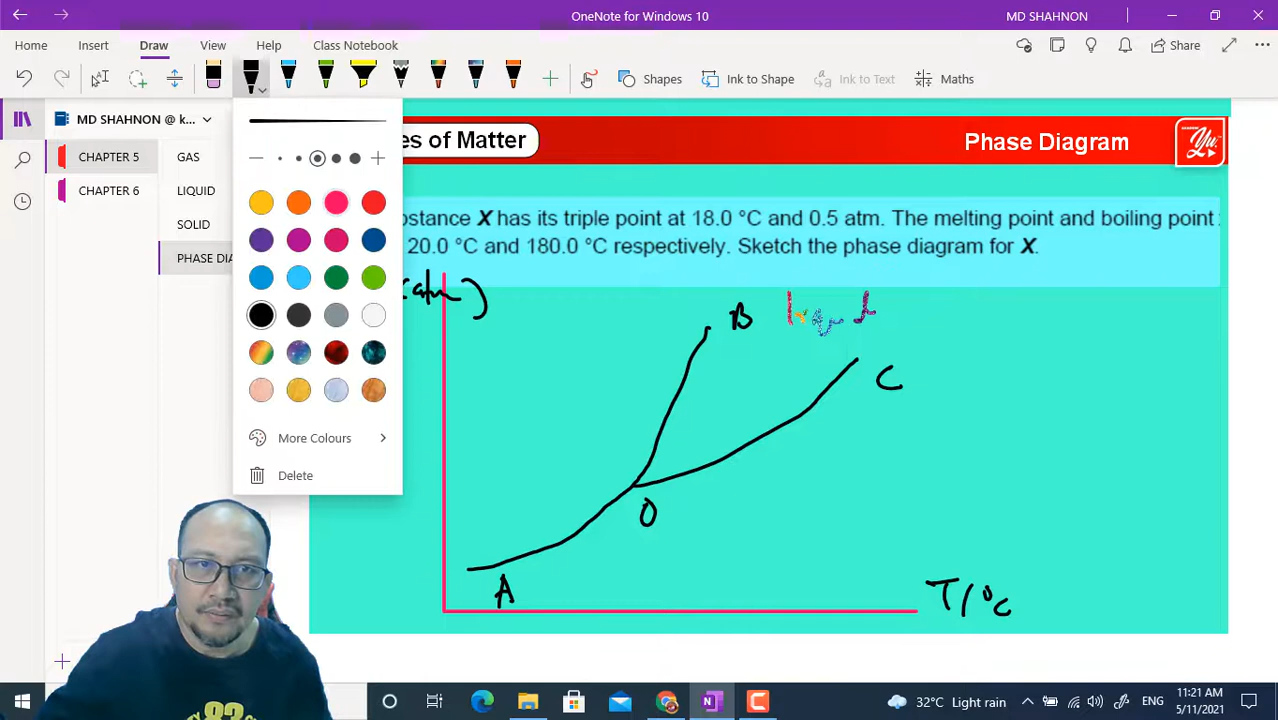 OneNote for Windows 10
MD SHAHNON
Home Insert Draw View Help Class Notebook
Share
Shapes
Ink to Shape
Ink to Text
Maths
MD SHAHNON @ k...
CHAPTER 5
CHAPTER 6
GAS
LIQUID
SOLID
PHASE DIA
More Colours
Delete
es of Matter
Phase Diagram
bstance X has its triple point at 18.0 °C and 0.5 atm. The melting point and boiling point
20.0 °C and 180.0 °C respectively. Sketch the phase diagram for X.
(atm)
B
C
O
A
T/°C
32°C Light rain
ENG
11:21 AM
5/11/2021